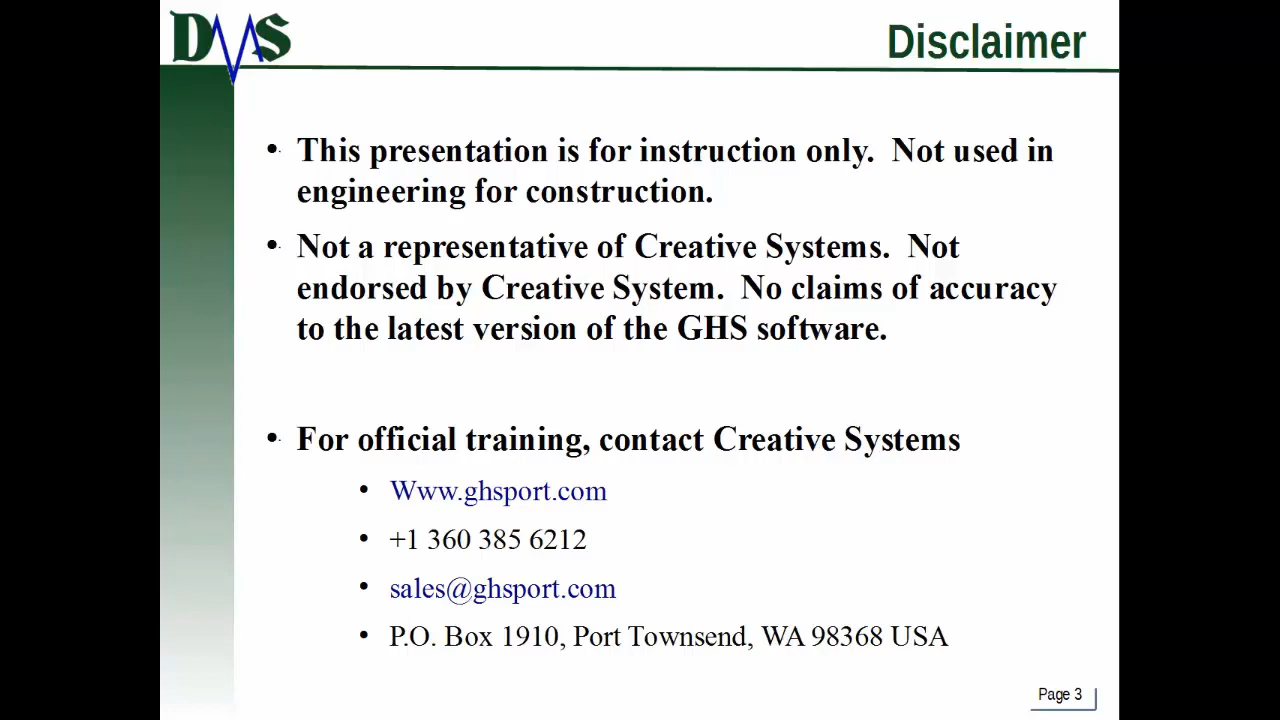 DMS
Disclaimer
• This presentation is for instruction only.  Not used in
engineering for construction.
• Not a representative of Creative Systems.  Not
endorsed by Creative System.  No claims of accuracy
to the latest version of the GHS software.
• For official training, contact Creative Systems
• Www.ghsport.com
• +1 360 385 6212
• sales@ghsport.com
• P.O. Box 1910, Port Townsend, WA 98368 USA
Page 3